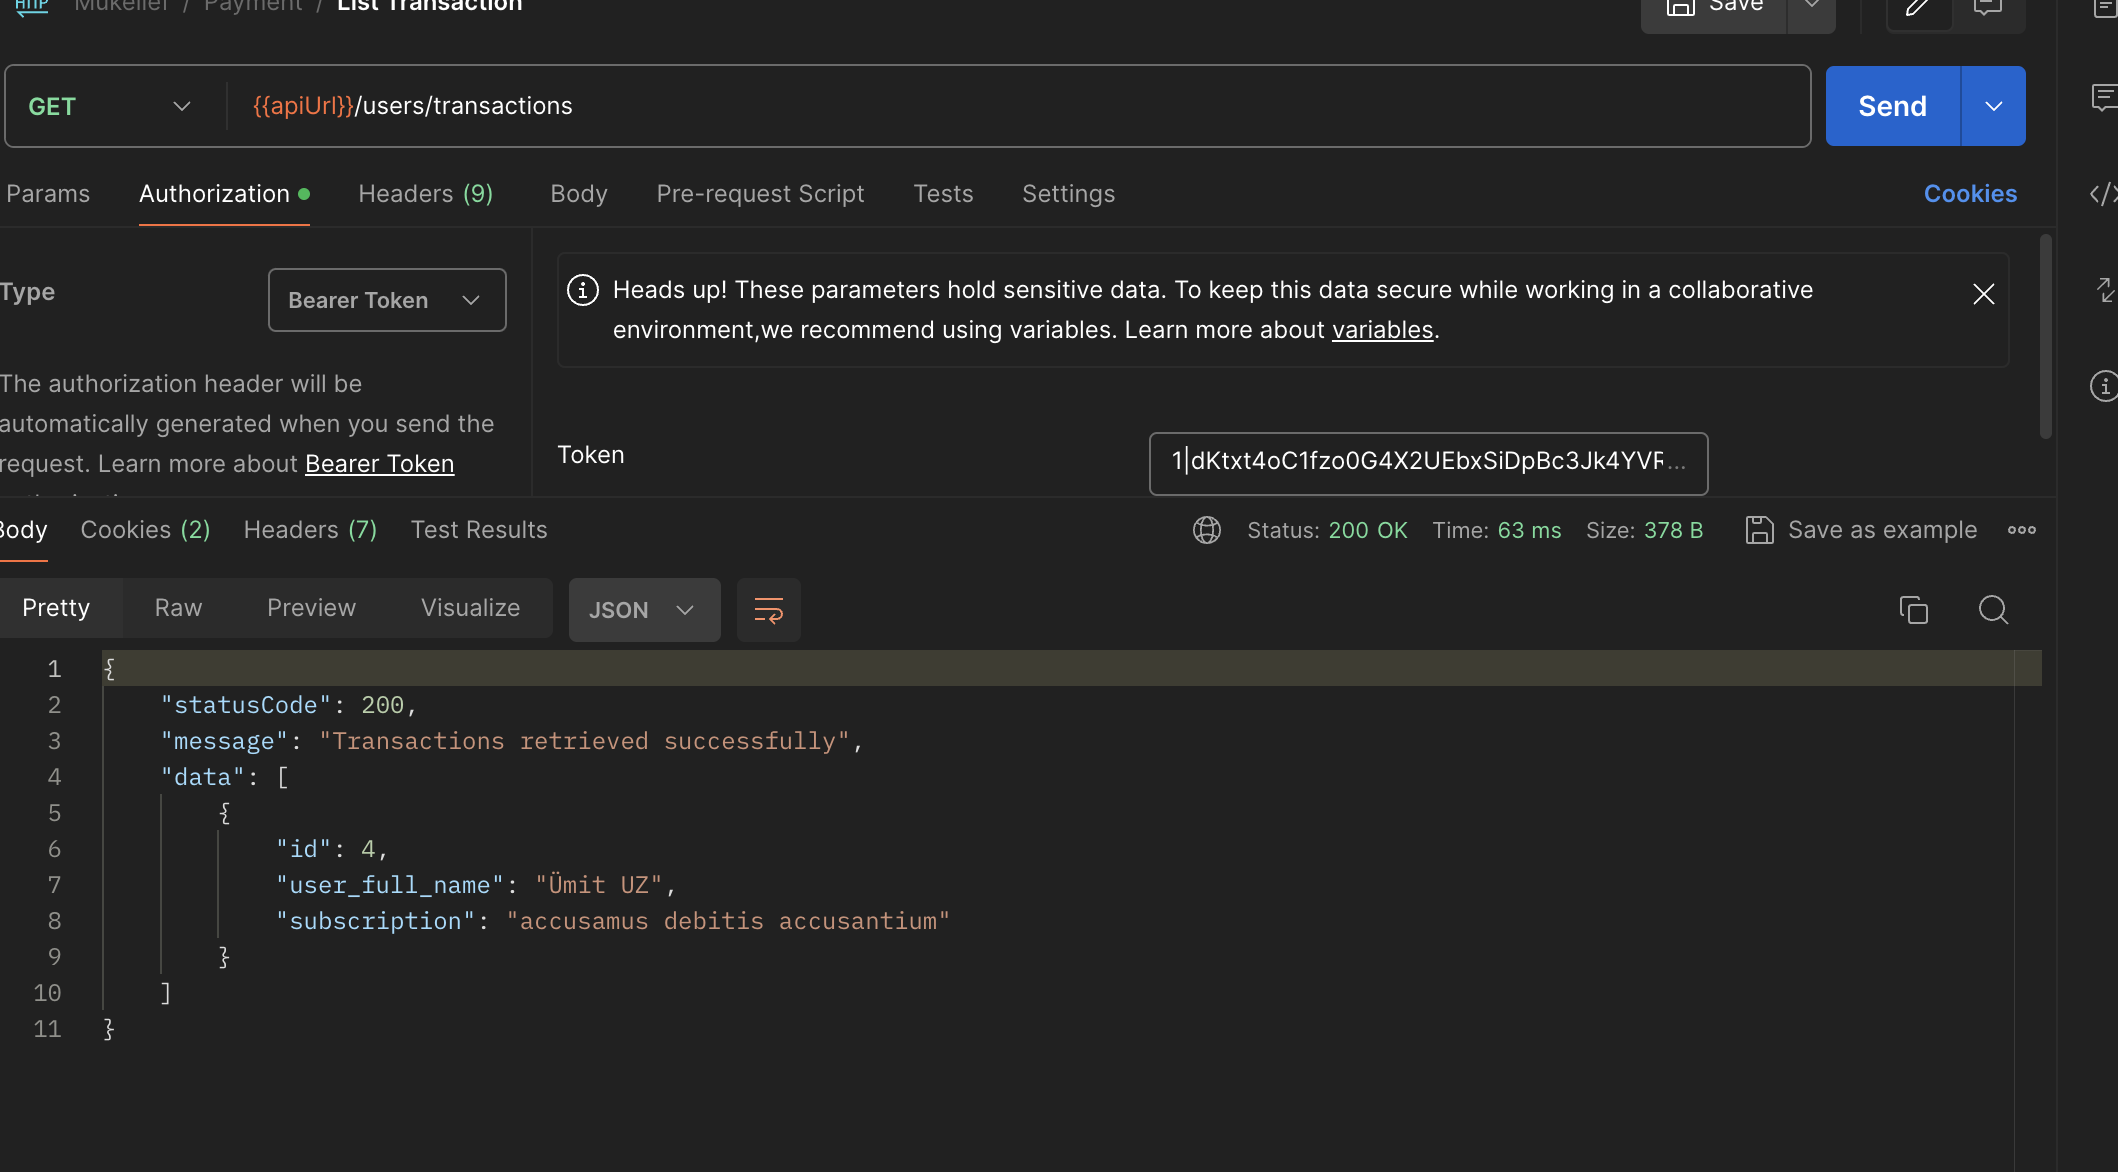 HTTP Mukellef / Payment / List Transaction
Save
GET {{apiUrl}}/users/transactions Send
Params Authorization Headers (9) Body Pre-request Script Tests Settings Cookies
Type Bearer Token
The authorization header will be
automatically generated when you send the
request. Learn more about Bearer Token
Heads up! These parameters hold sensitive data. To keep this data secure while working in a collaborative
environment,we recommend using variables. Learn more about variables.
Token 1|dKtxt4oC1fzo0G4X2UEbxSiDpBc3Jk4YVR...
Body Cookies (2) Headers (7) Test Results Status: 200 OK Time: 63 ms Size: 378 B Save as example
Pretty Raw Preview Visualize JSON
1 {
2 "statusCode": 200,
3 "message": "Transactions retrieved successfully",
4 "data": [
5 {
6 "id": 4,
7 "user_full_name": "Ümit UZ",
8 "subscription": "accusamus debitis accusantium"
9 }
10 ]
11 }